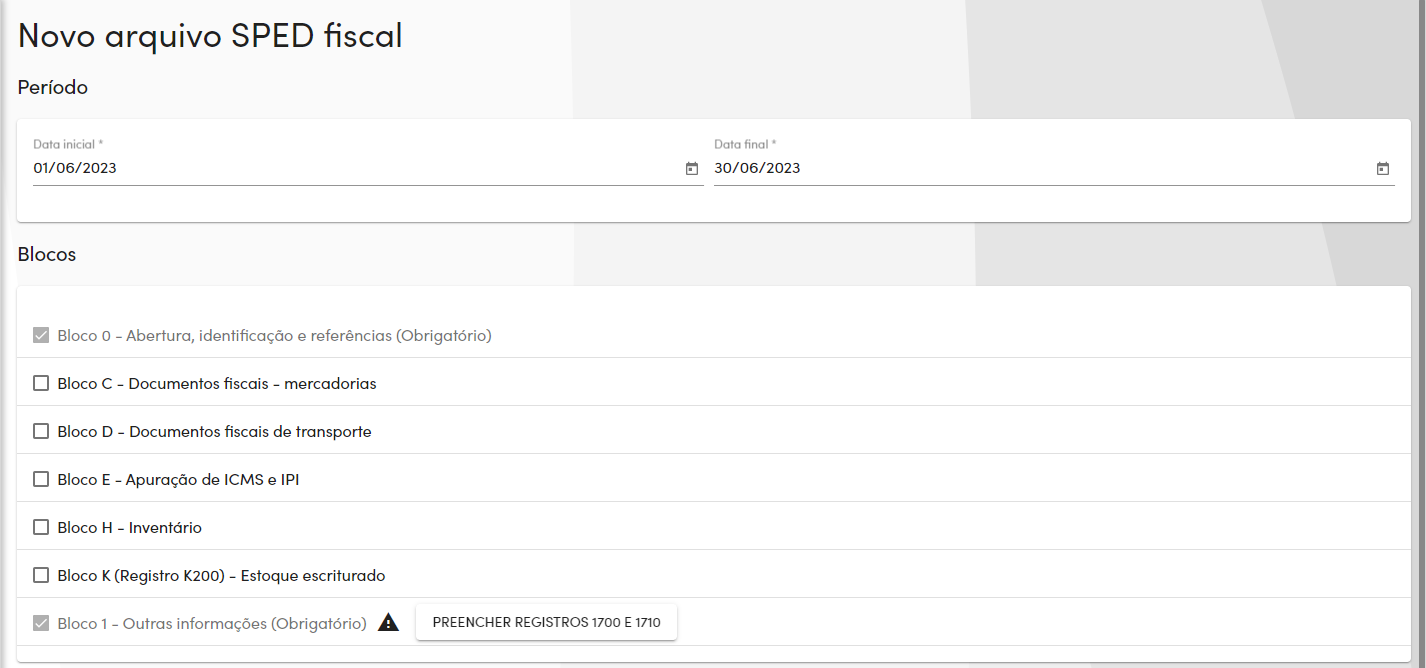 Novo arquivo SPED fiscal
Período
Data inicial *
Data final *
01/06/2023
30/06/2023
Blocos
Bloco 0 - Abertura, identificação e referências (Obrigatório)
Bloco C - Documentos fiscais - mercadorias
Bloco D - Documentos fiscais de transporte
Bloco E - Apuração de ICMS e IPI
Bloco H - Inventário
Bloco K (Registro K200) - Estoque escriturado
Bloco 1 - Outras informações (Obrigatório)
PREENCHER REGISTROS 1700 E 1710